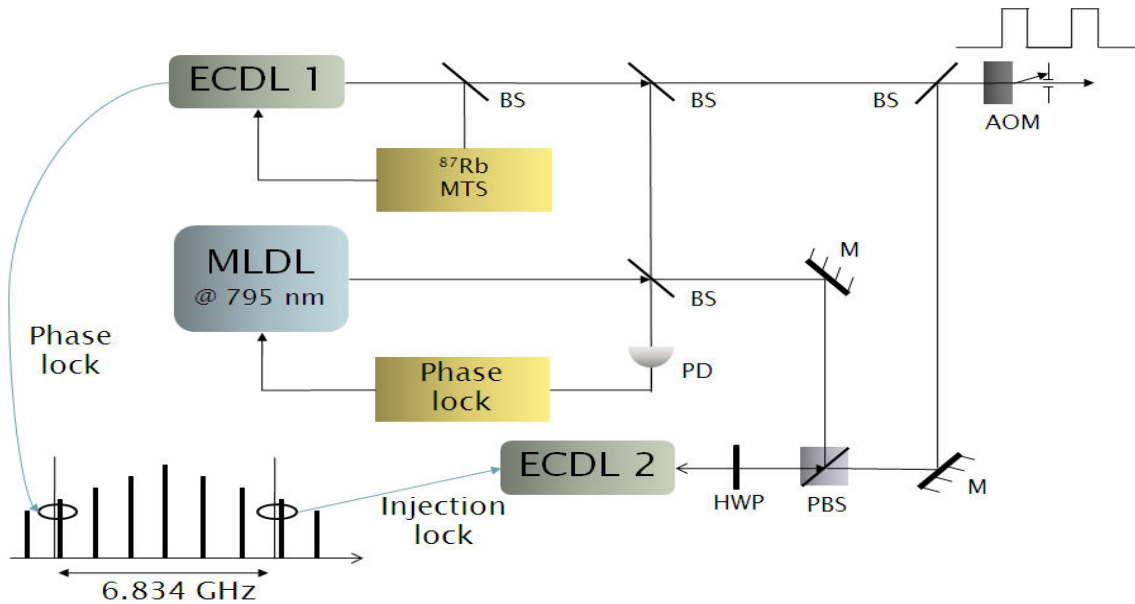 ECDL 1
BS
BS
BS
AOM
⁸⁷Rb
MTS
MLDL
@ 795 nm
BS
M
Phase
lock
PD
Phase
lock
ECDL 2
HWP
PBS
M
Injection
lock
6.834 GHz